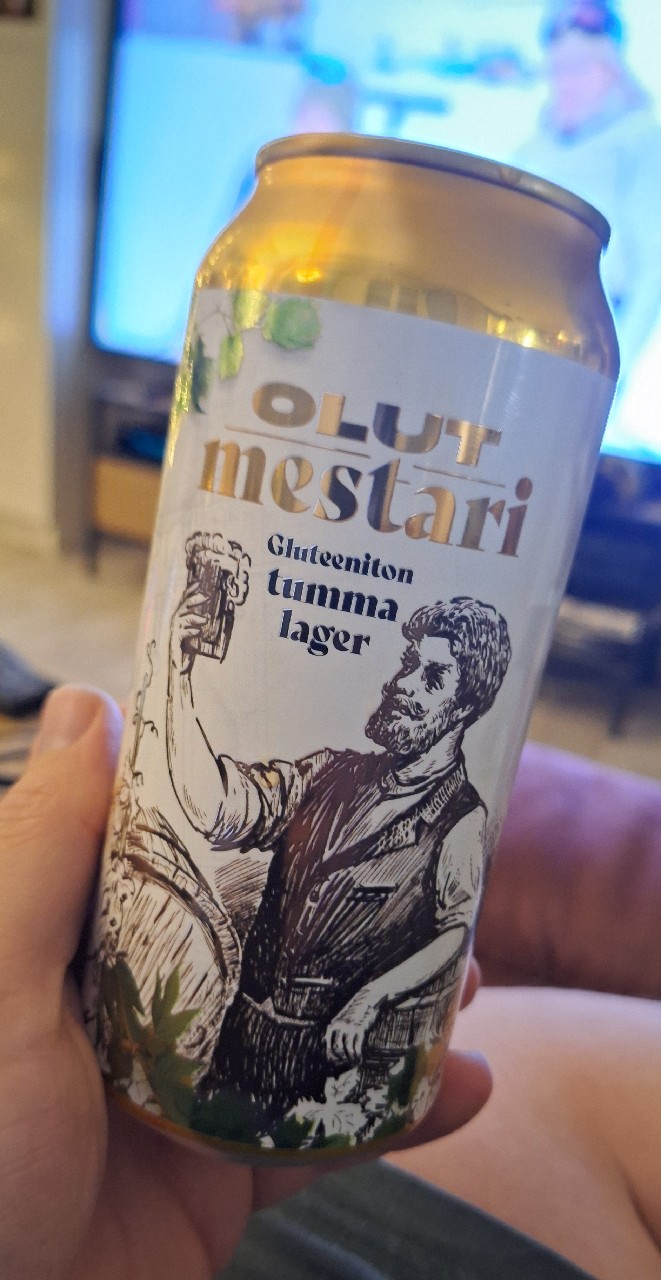 OLUT
mestari
Gluteeniton
tumma
lager